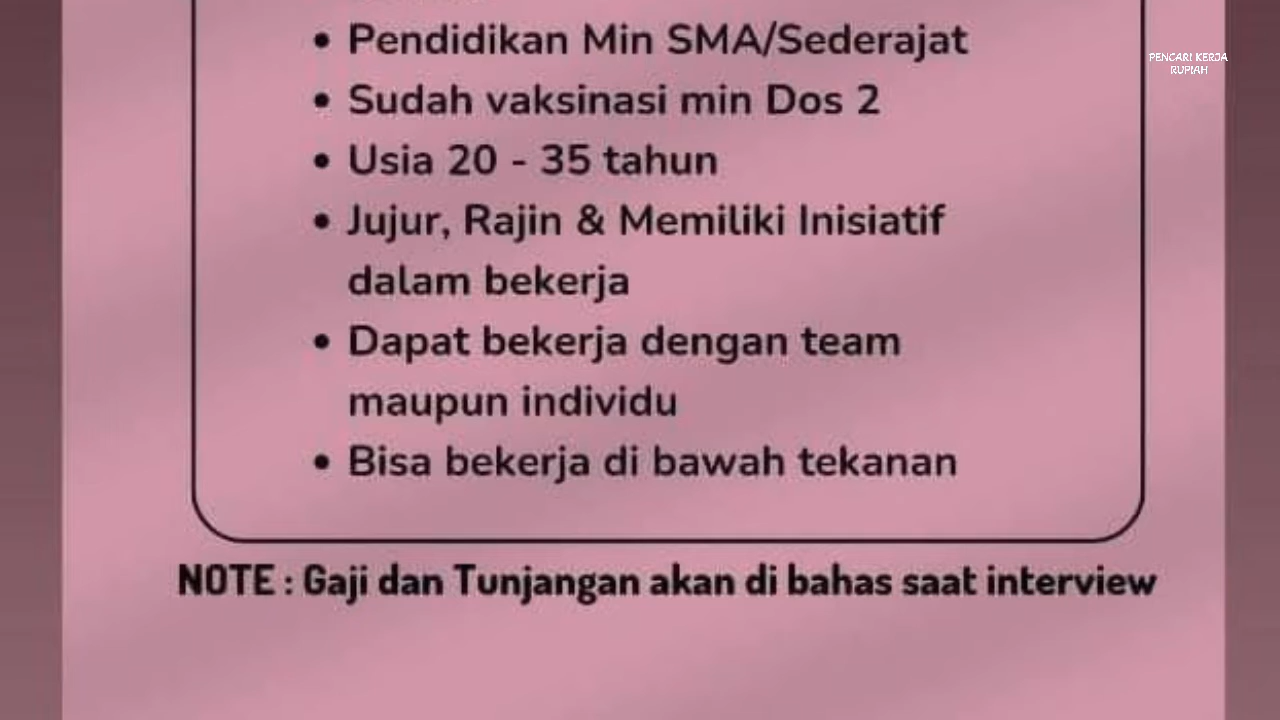 • Pendidikan Min SMA/Sederajat
PENCARI KERJA
RUPIAH
• Sudah vaksinasi min Dos 2
• Usia 20 - 35 tahun
• Jujur, Rajin & Memiliki Inisiatif
dalam bekerja
• Dapat bekerja dengan team
maupun individu
• Bisa bekerja di bawah tekanan
NOTE : Gaji dan Tunjangan akan di bahas saat interview